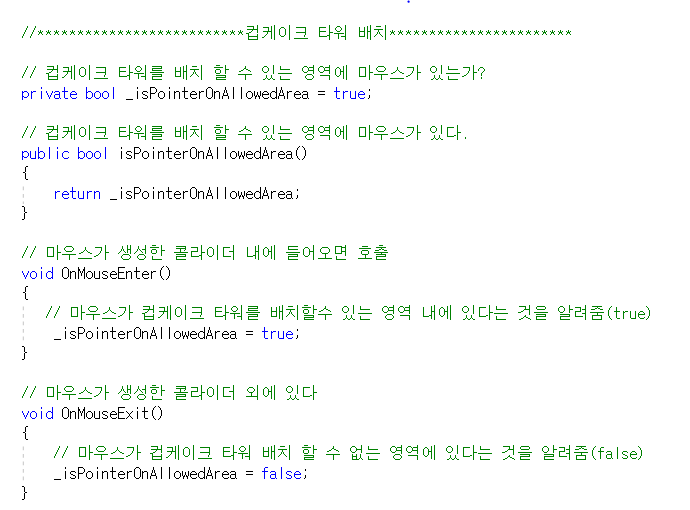 //**************************컵케이크 타워 배치***********************
// 컵케이크 타워를 배치 할 수 있는 영역에 마우스가 있는가?
private bool _isPointerOnAllowedArea = true;
// 컵케이크 타워를 배치 할 수 있는 영역에 마우스가 있다.
public bool isPointerOnAllowedArea()
{
return _isPointerOnAllowedArea;
}
// 마우스가 생성한 콜라이더 내에 들어오면 호출
void OnMouseEnter()
{
// 마우스가 컵케이크 타워를 배치할수 있는 영역 내에 있다는 것을 알려줌(true)
_isPointerOnAllowedArea = true;
}
// 마우스가 생성한 콜라이더 외에 있다
void OnMouseExit()
{
// 마우스가 컵케이크 타워 배치 할 수 없는 영역에 있다는 것을 알려줌(false)
_isPointerOnAllowedArea = false;
}